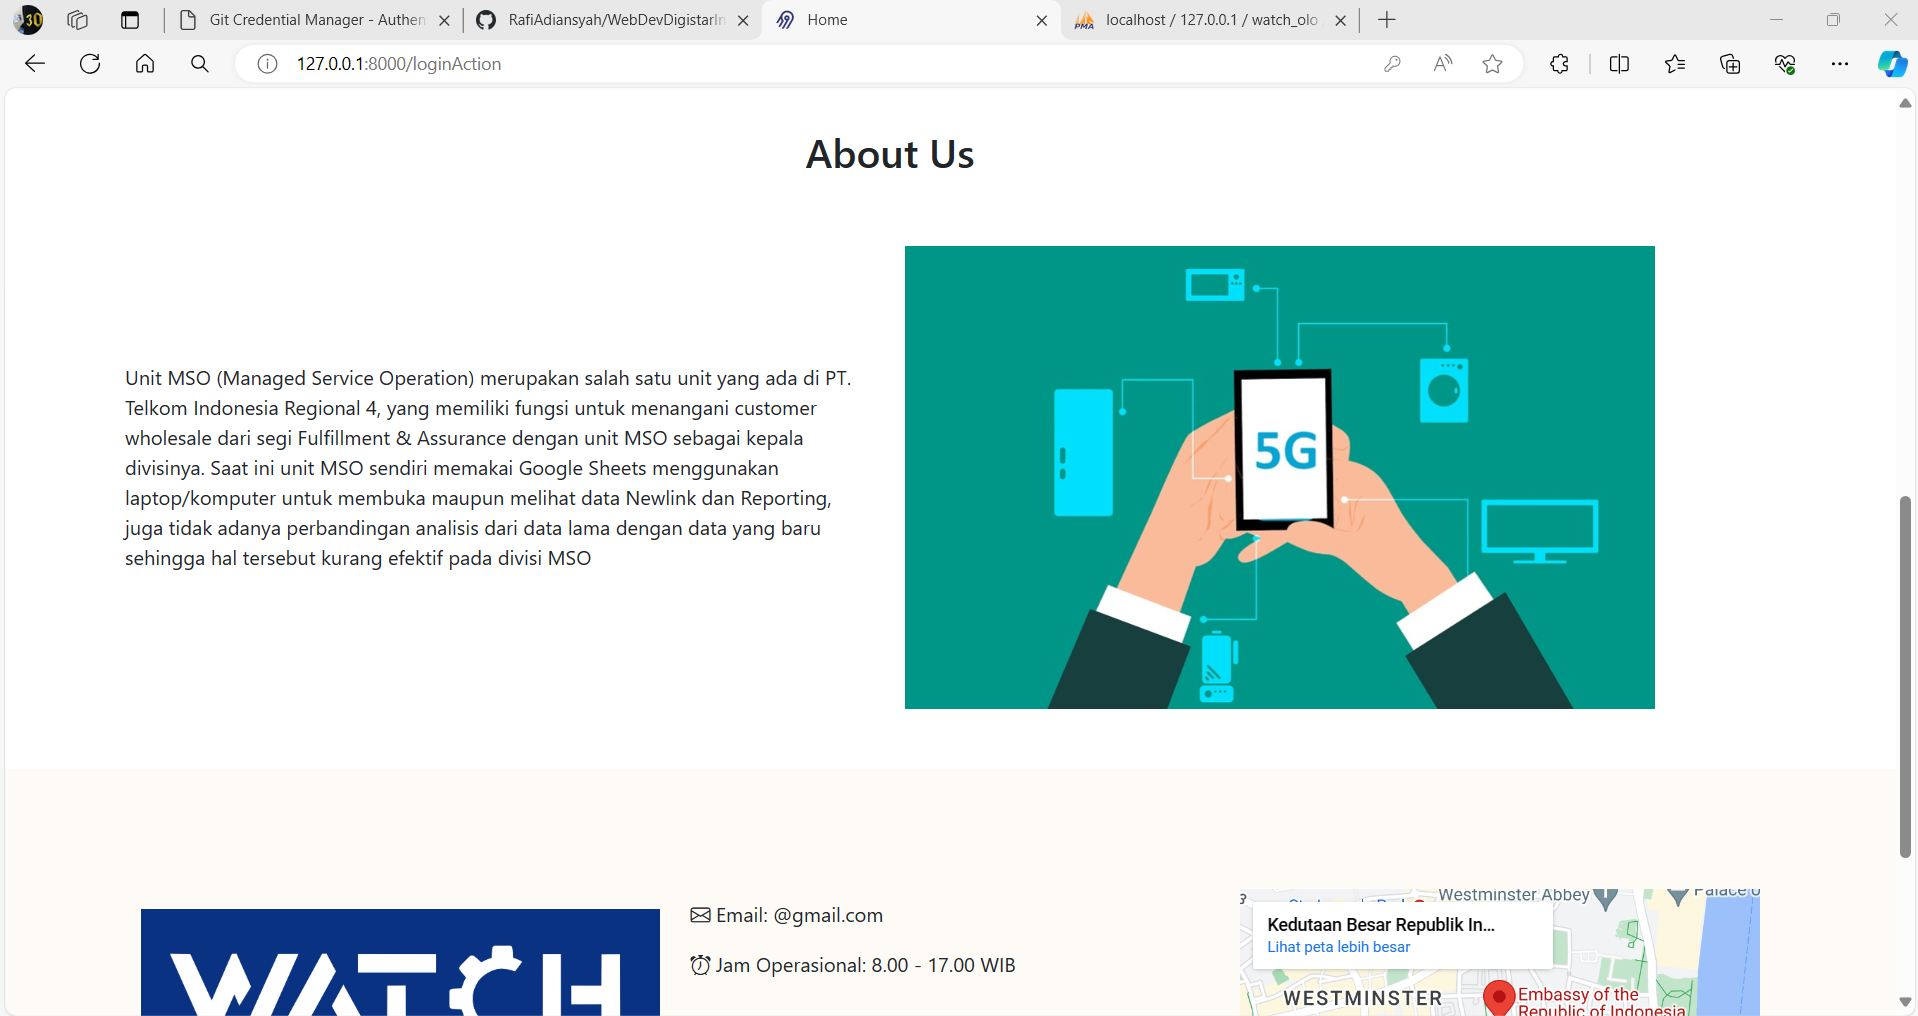 30
Git Credential Manager - Authen
RafiAdiansyah/WebDevDigistarIn
Home
PMA
localhost / 127.0.0.1 / watch_olo
127.0.0.1:8000/loginAction
About Us
Unit MSO (Managed Service Operation) merupakan salah satu unit yang ada di PT.
Telkom Indonesia Regional 4, yang memiliki fungsi untuk menangani customer
wholesale dari segi Fulfillment & Assurance dengan unit MSO sebagai kepala
divisinya. Saat ini unit MSO sendiri memakai Google Sheets menggunakan
laptop/komputer untuk membuka maupun melihat data Newlink dan Reporting,
juga tidak adanya perbandingan analisis dari data lama dengan data yang baru
sehingga hal tersebut kurang efektif pada divisi MSO
5G
WATCH
Email: @gmail.com
Jam Operasional: 8.00 - 17.00 WIB
Westminster Abbey
Palace o
Kedutaan Besar Republik In...
Lihat peta lebih besar
WESTMINSTER
Embassy of the
Republic of Indonesia